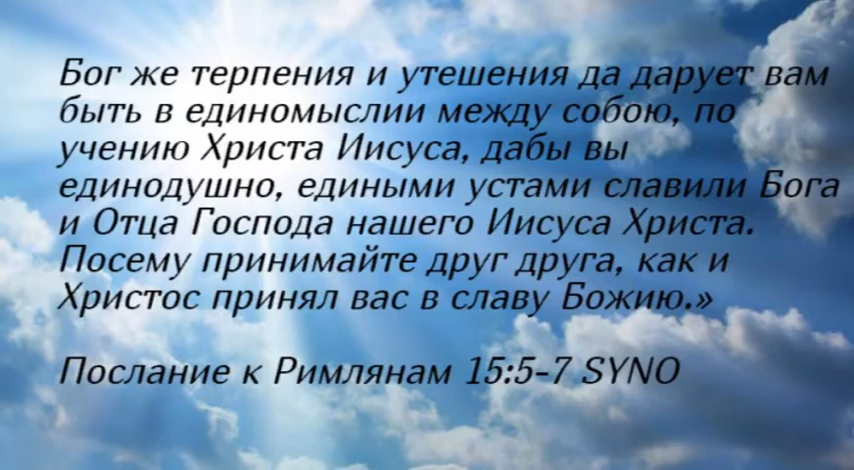 Бог же терпения и утешения да дарует вам
быть в единомыслии между собою, по
учению Христа Иисуса, дабы вы
единодушно, едиными устами славили Бога
и Отца Господа нашего Иисуса Христа.
Посему принимайте друг друга, как и
Христос принял вас в славу Божию.»
Послание к Римлянам 15:5-7 SYNO